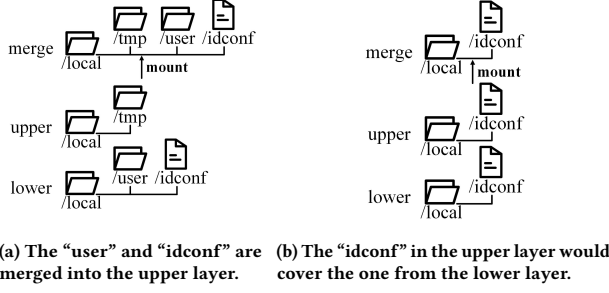 /tmp /user /idconf
merge
/local
mount
/tmp
upper
/local
/user /idconf
lower
/local
(a) The “user” and “idconf” are
merged into the upper layer.
/idconf
merge
/local
mount
/idconf
upper
/local
/idconf
lower
/local
(b) The “idconf” in the upper layer would
cover the one from the lower layer.